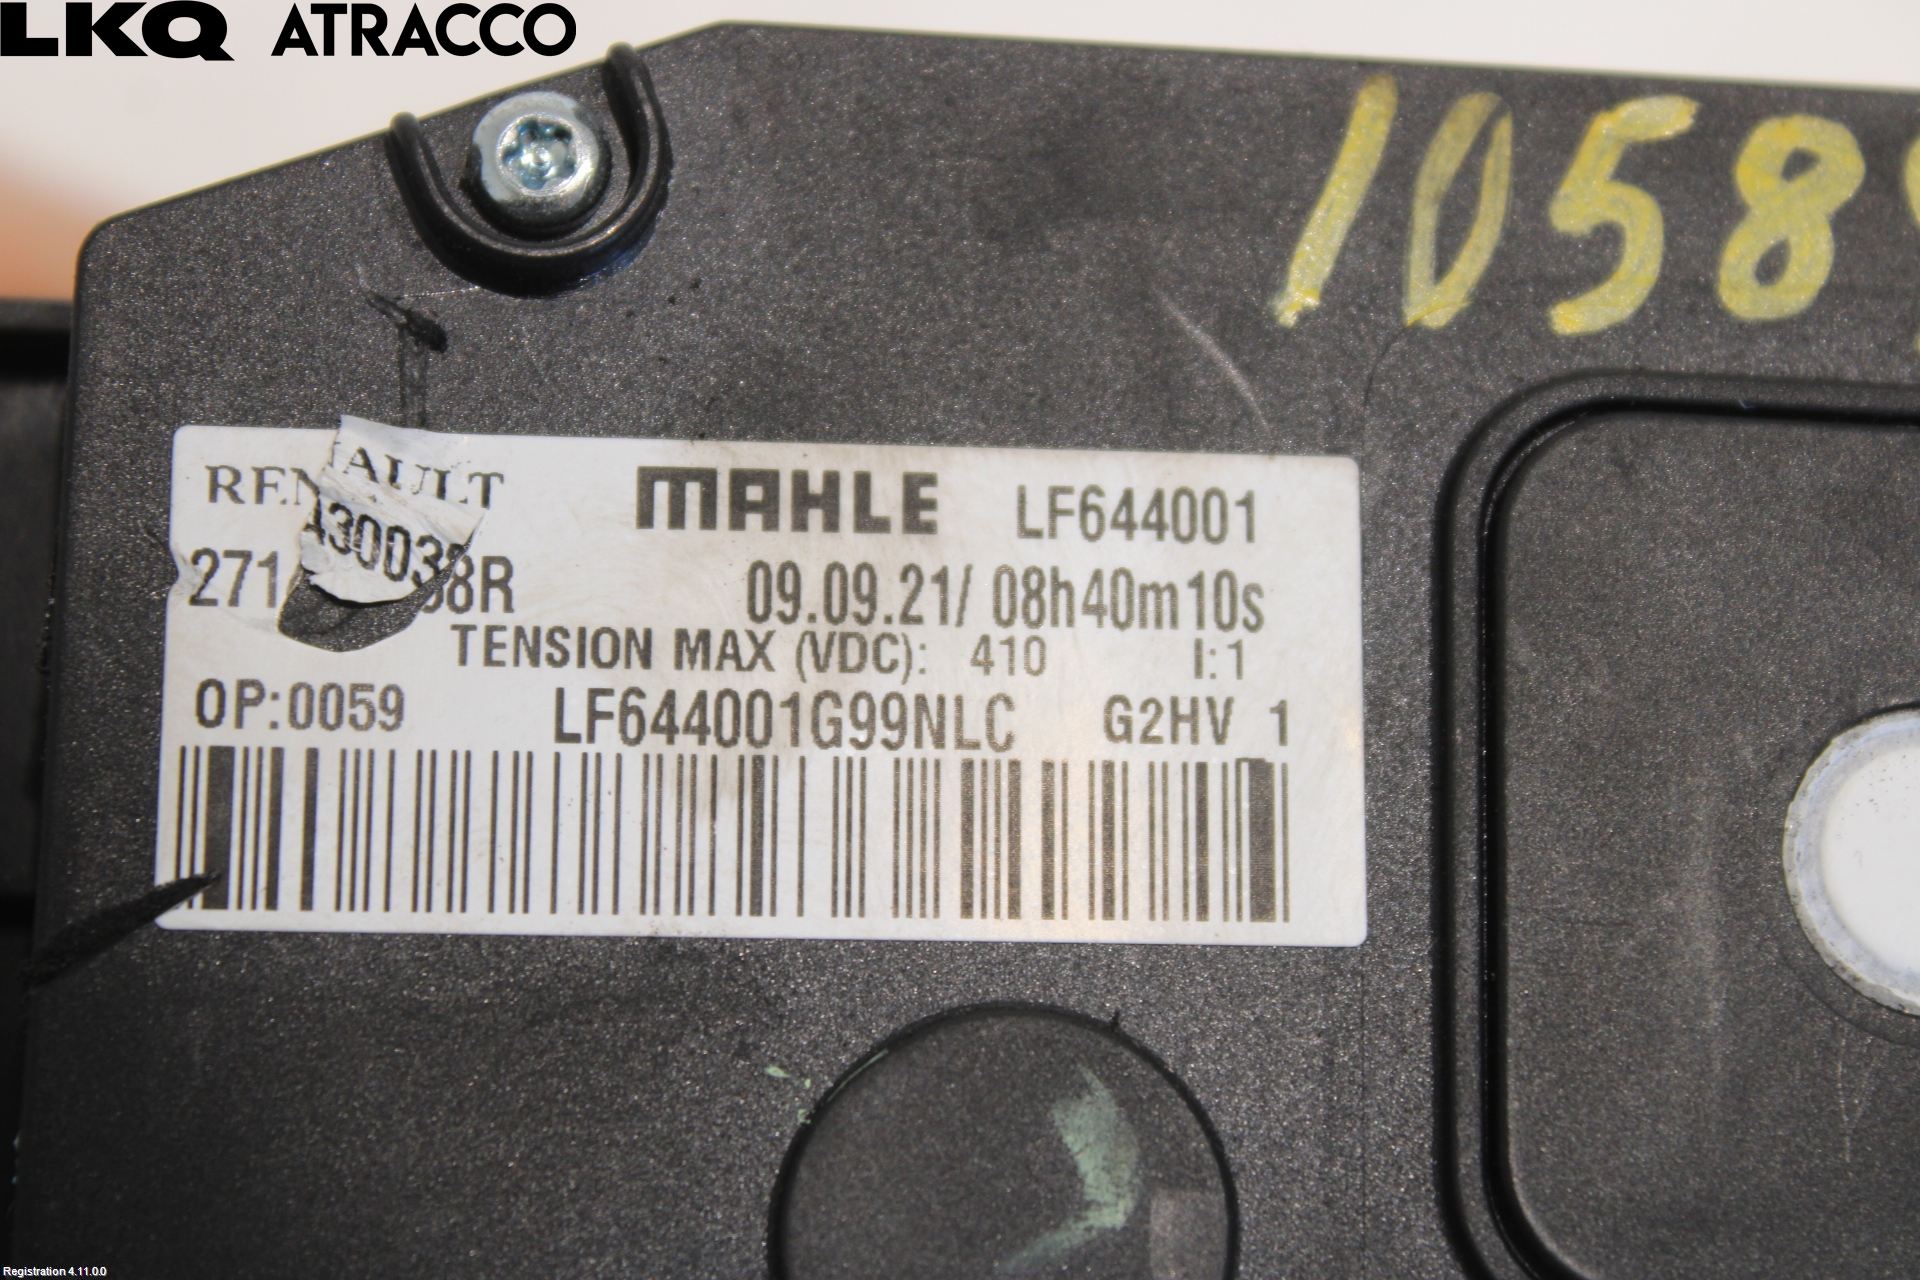 LKQ ATRACCO
1058
RENAULT MAHLE LF644001
271A30038R 09.09.21/ 08h40m10s
TENSION MAX (VDC): 410 I:1
OP:0059 LF644001G99NLC G2HV 1
Registration 4.11.0.0